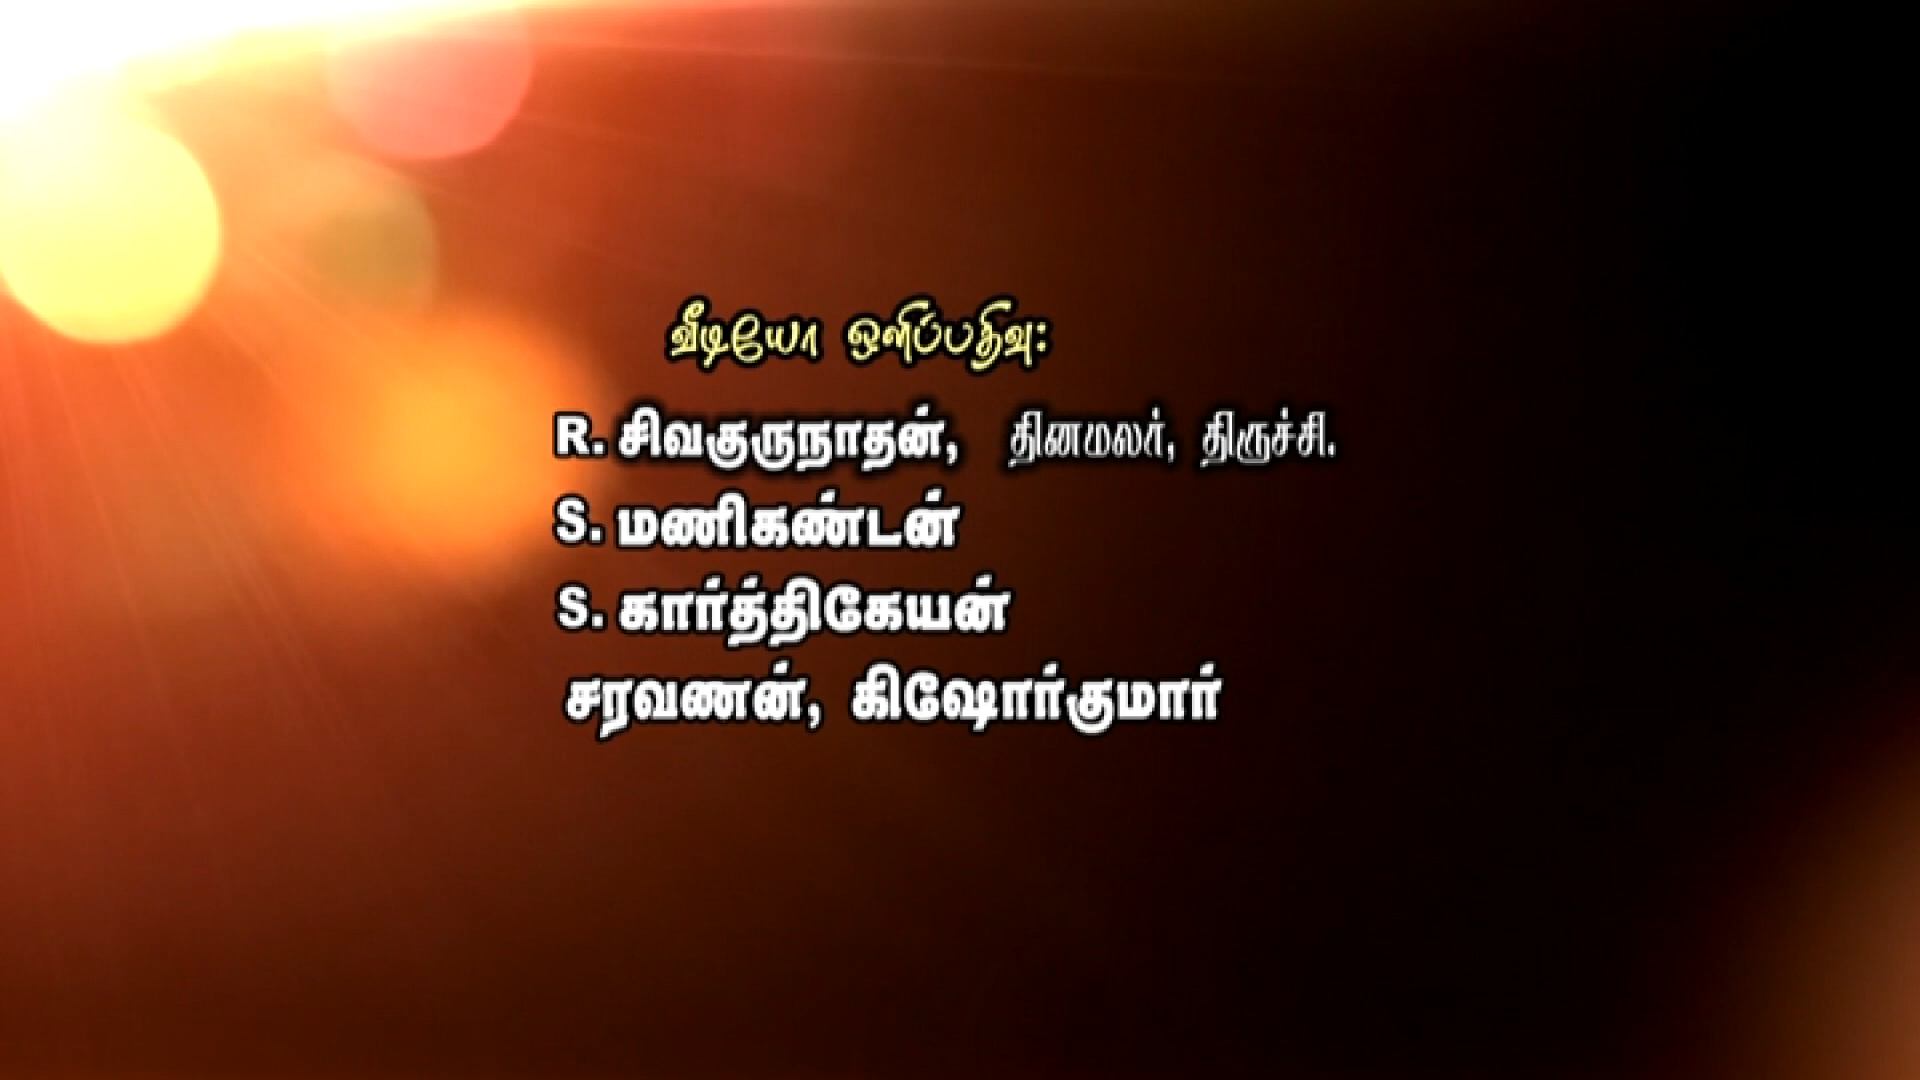 வீடியோ ஒளிப்பதிவு:
R. சிவகுருநாதன், தினமலர், திருச்சி.
S. மணிகண்டன்
S. கார்த்திகேயன்
சரவணன், கிஷோர்குமார்